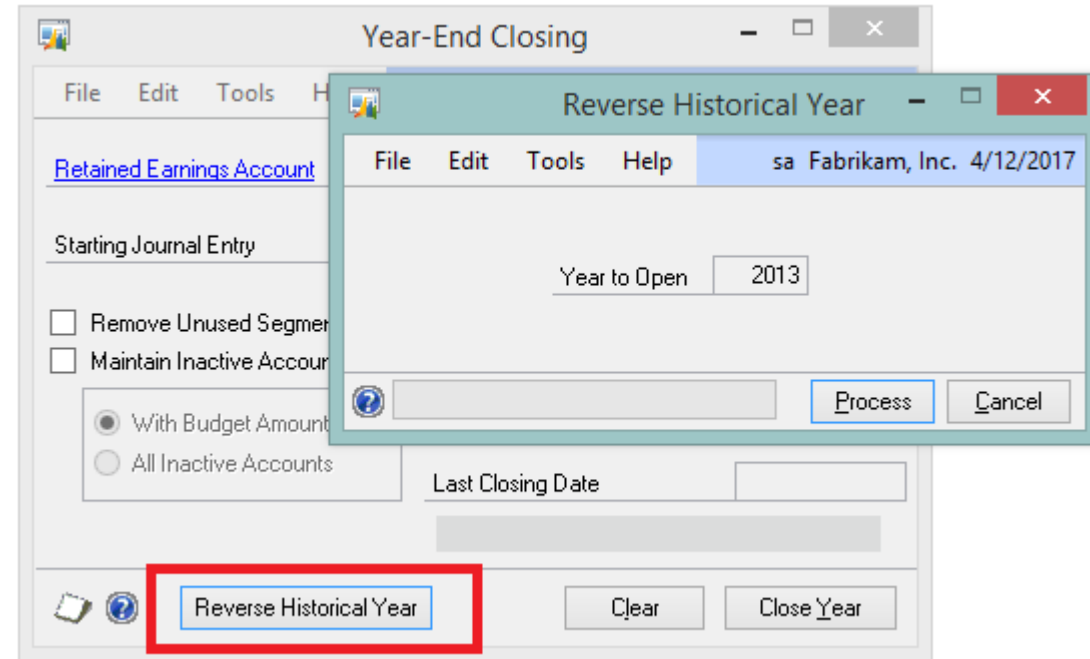 Year-End Closing
File Edit Tools H
Retained Earnings Account
Starting Journal Entry
Remove Unused Segmen
Maintain Inactive Accoun
With Budget Amount
All Inactive Accounts
Last Closing Date
Reverse Historical Year
Clear
Close Year
Reverse Historical Year
File Edit Tools Help sa Fabrikam, Inc. 4/12/2017
Year to Open 2013
Process
Cancel